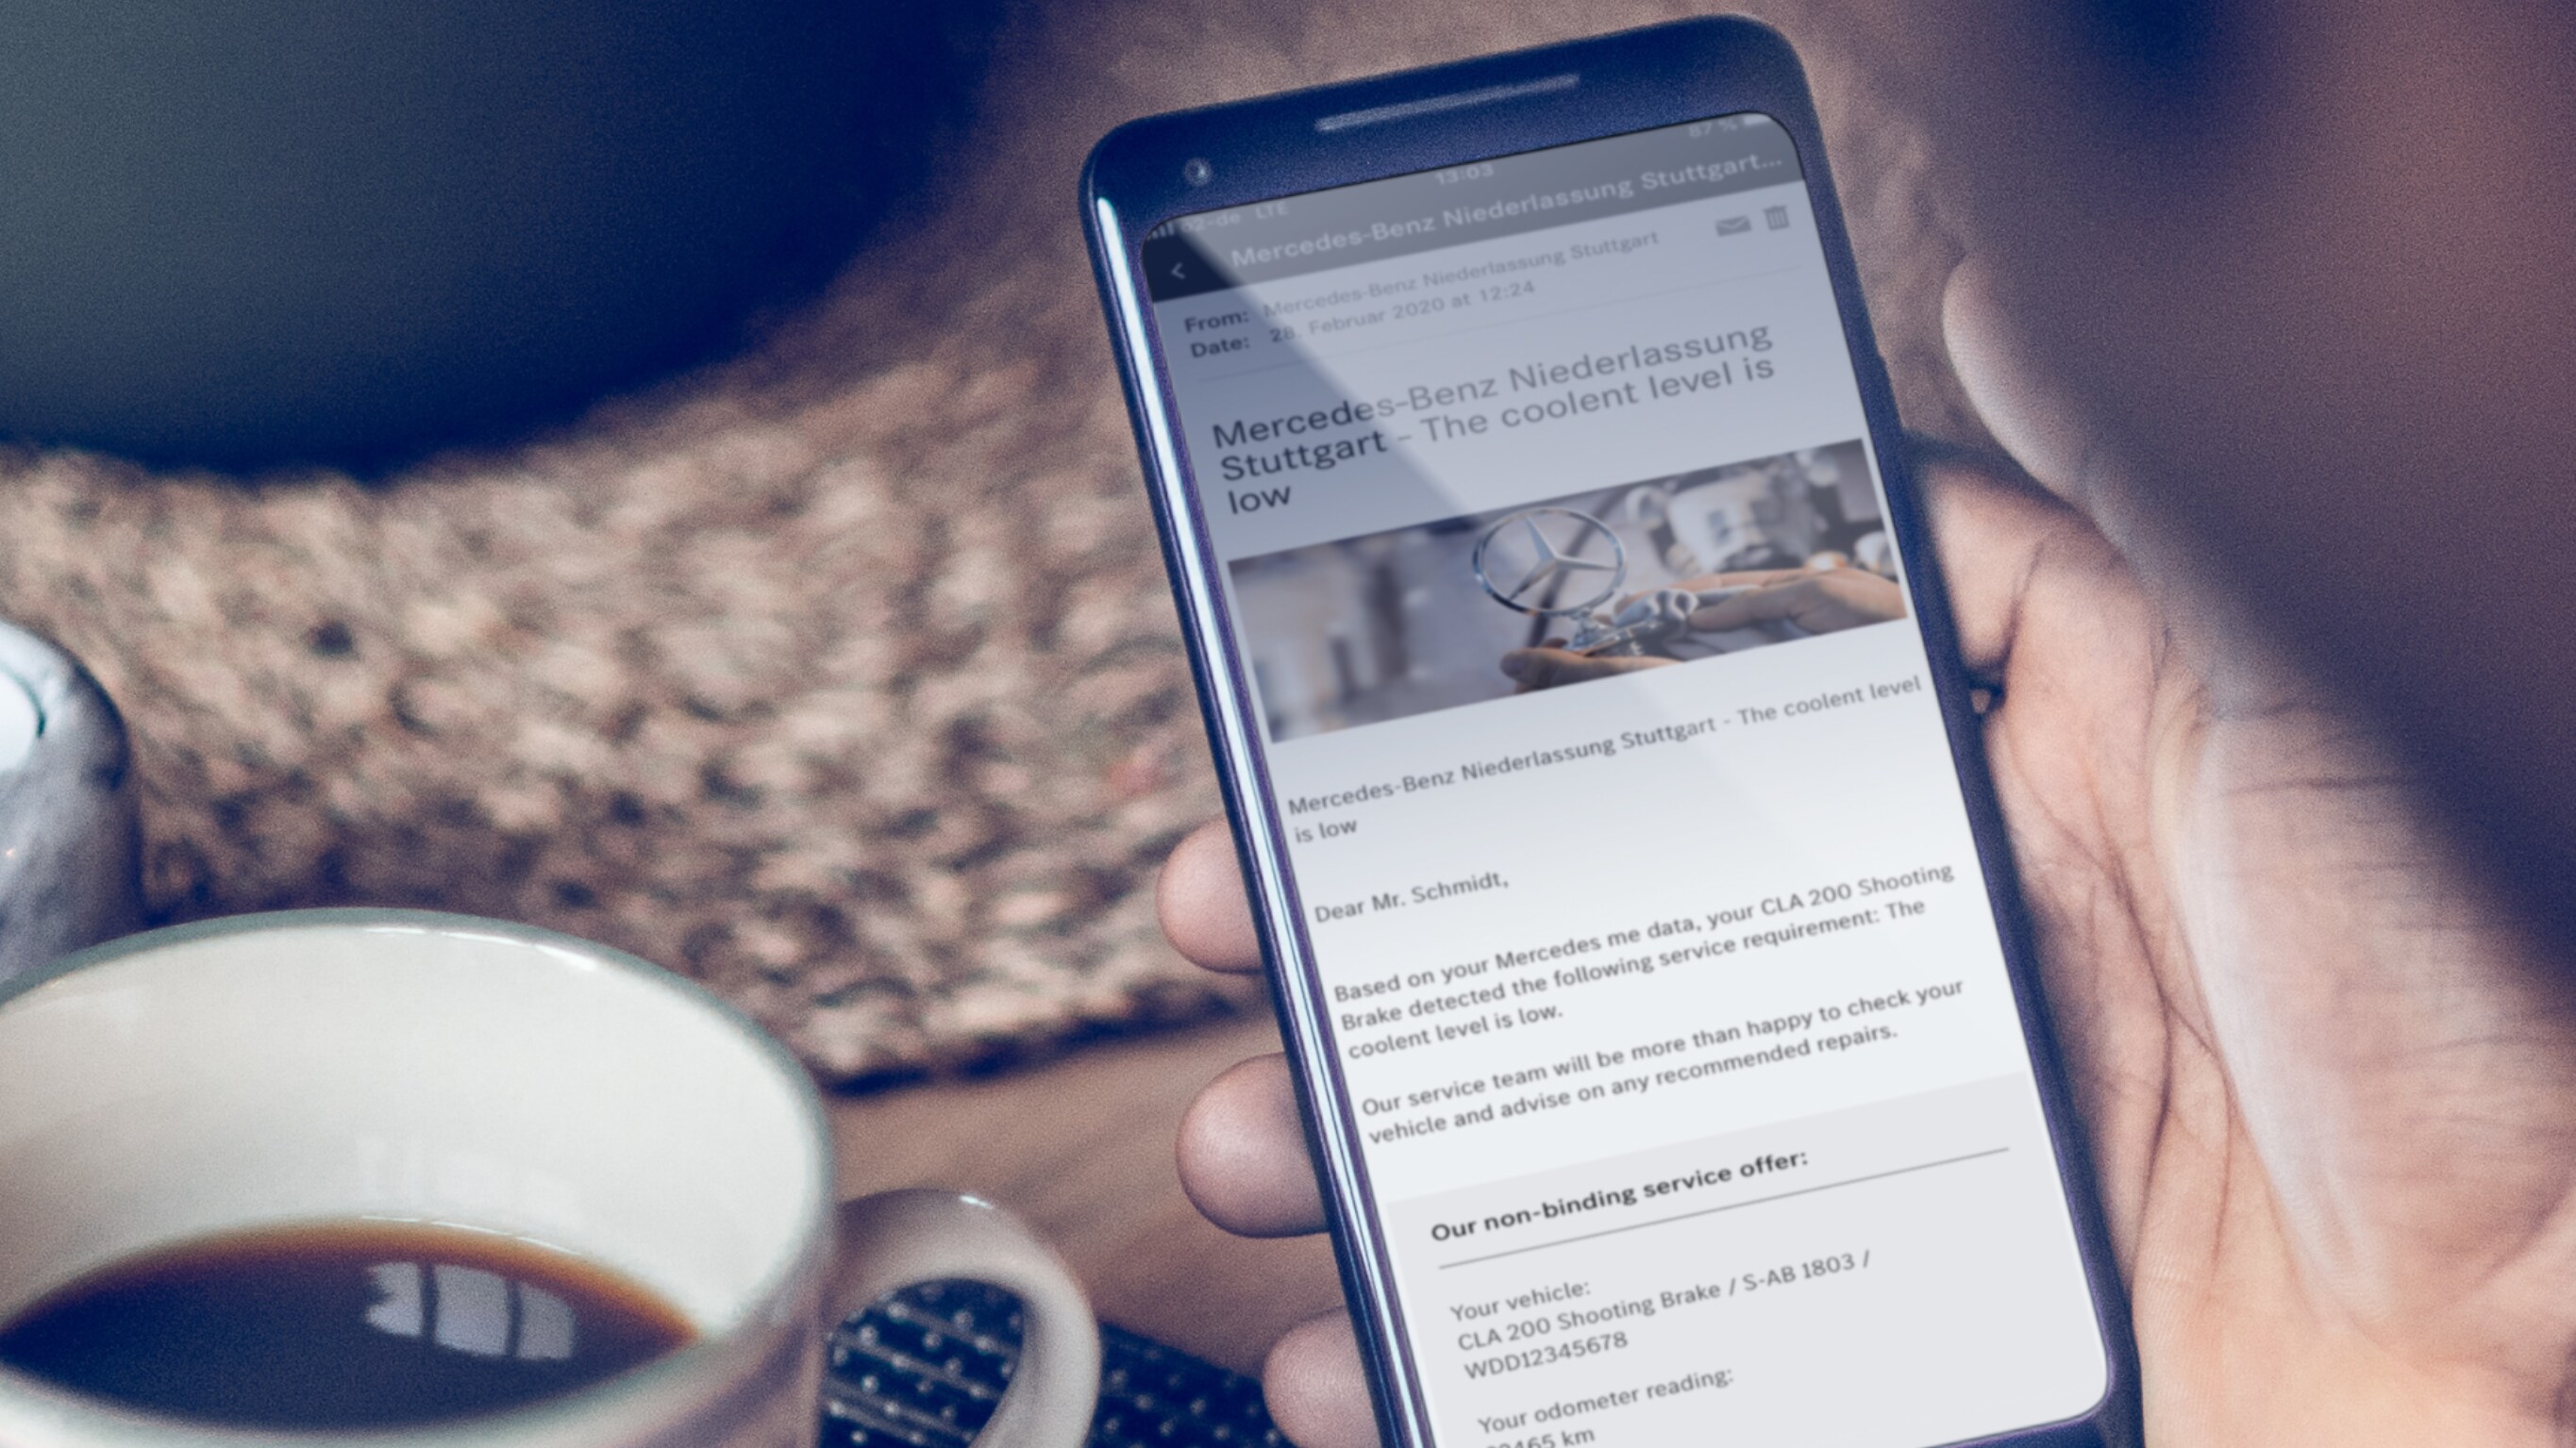 o2-de LTE 13:03 87 %
Mercedes-Benz Niederlassung Stuttgart...
From: Mercedes-Benz Niederlassung Stuttgart
Date: 28. Februar 2020 at 12:24
Mercedes-Benz Niederlassung
Stuttgart - The coolent level is
low
Mercedes-Benz Niederlassung Stuttgart - The coolent level
is low
Dear Mr. Schmidt,
Based on your Mercedes me data, your CLA 200 Shooting
Brake detected the following service requirement: The
coolent level is low.
Our service team will be more than happy to check your
vehicle and advise on any recommended repairs.
Our non-binding service offer:
Your vehicle:
CLA 200 Shooting Brake / S-AB 1803 /
WDD12345678
Your odometer reading:
km